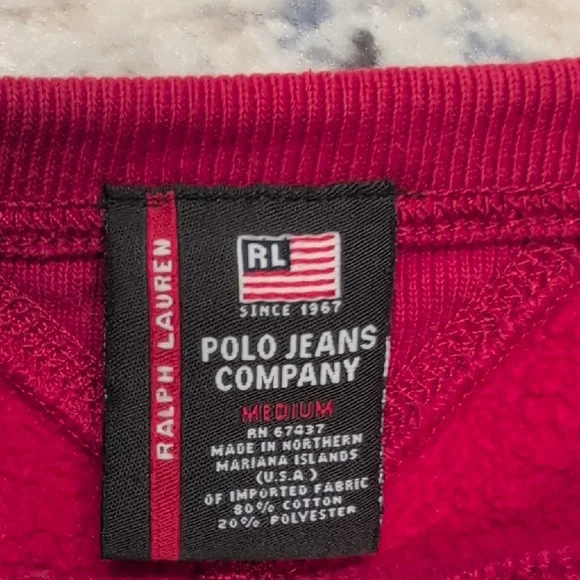 RALPH LAUREN
RL
SINCE 1967
POLO JEANS
COMPANY
MEDIUM
RN 67437
MADE IN NORTHERN
MARIANA ISLANDS
(U.S.A.)
OF IMPORTED FABRIC
80% COTTON
20% POLYESTER